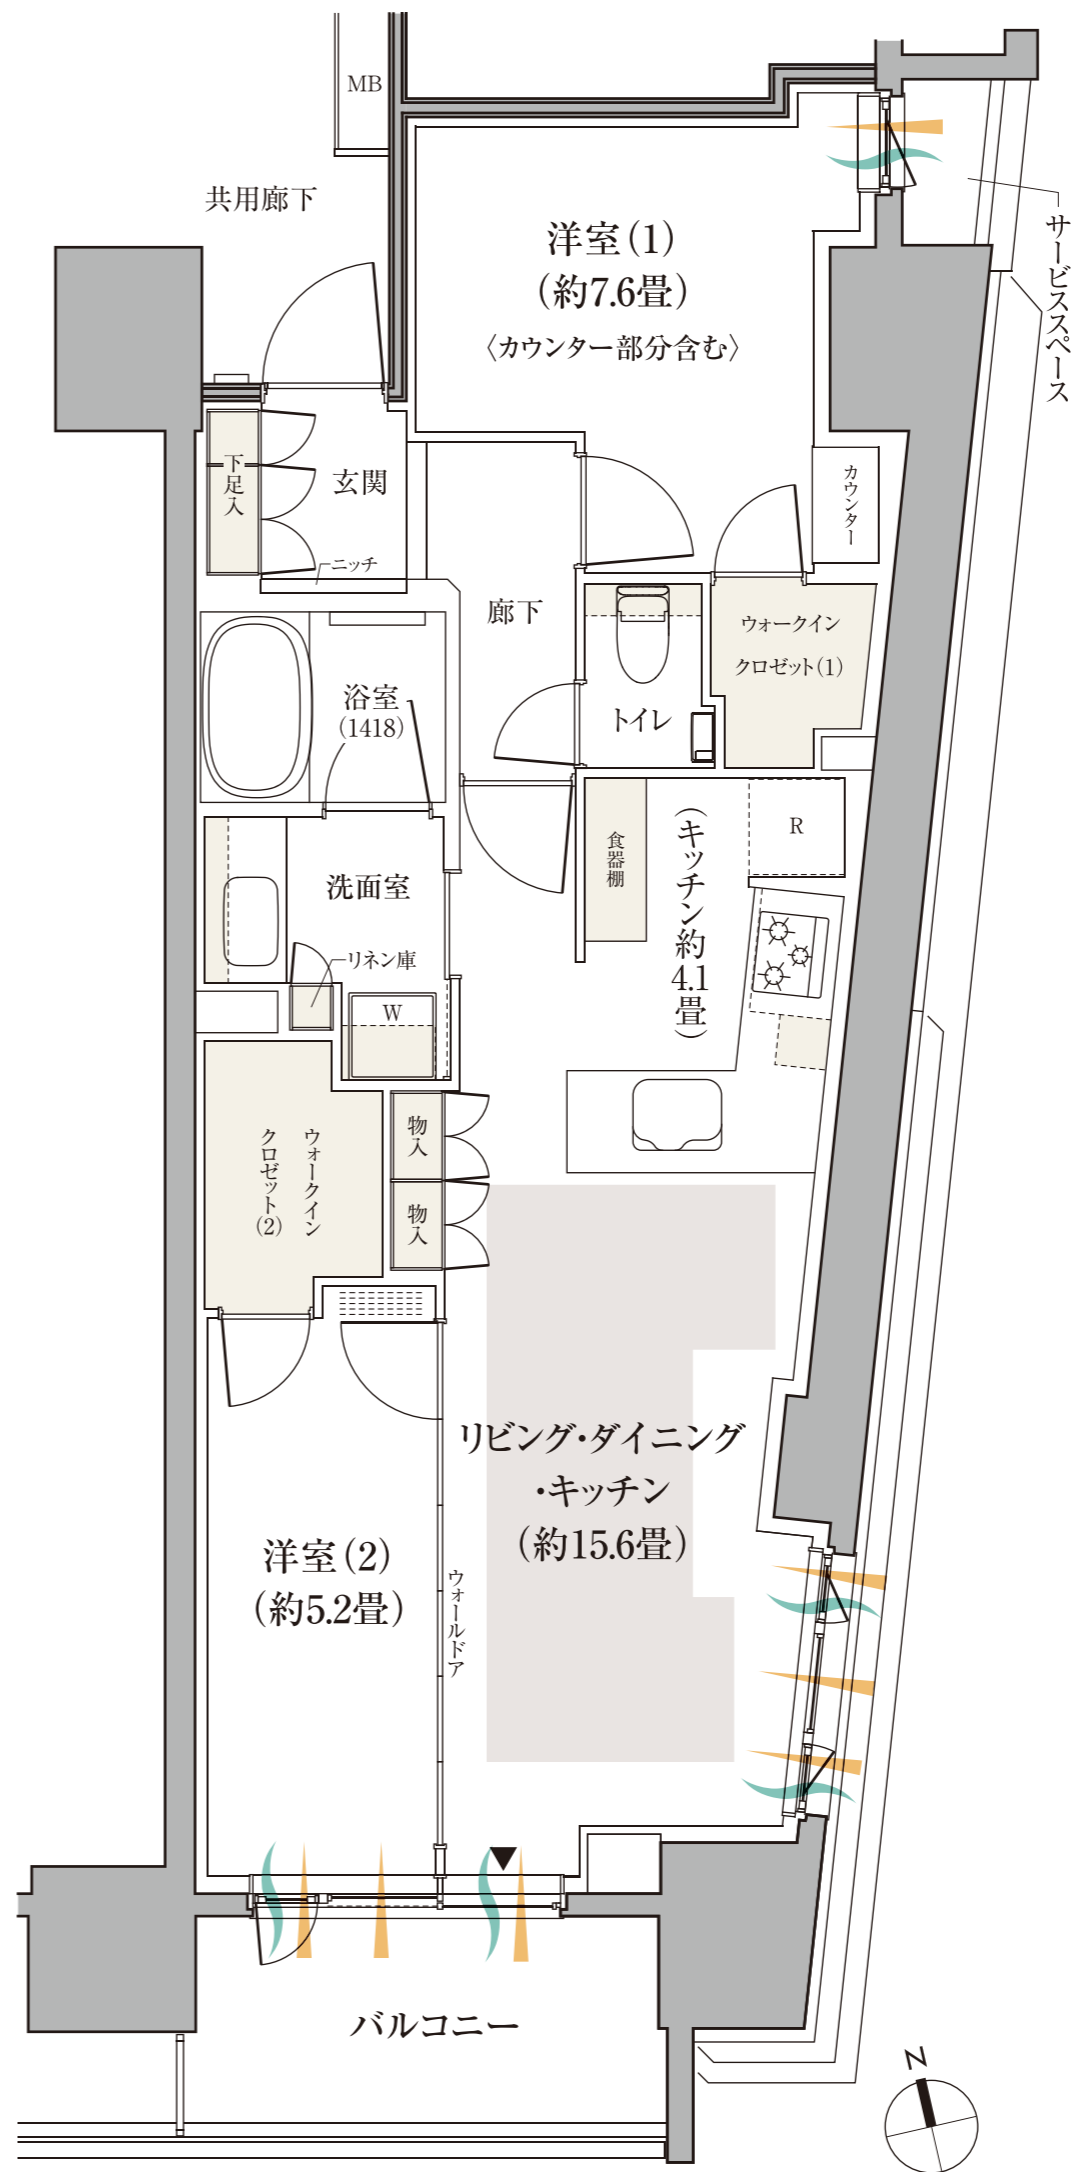 MB
共用廊下
洋室(1)
(約7.6畳)
〈カウンター部分含む〉
サービススペース
下足入
玄関
ニッチ
カウンター
廊下
ウォークイン
クロゼット(1)
トイレ
浴室
(1418)
食器棚
(キッチン約4.1畳)
R
洗面室
リネン庫
W
ウォークイン
クロゼット(2)
物入
物入
リビング・ダイニング
・キッチン
(約15.6畳)
洋室(2)
(約5.2畳)
ウォールドア
バルコニー
N